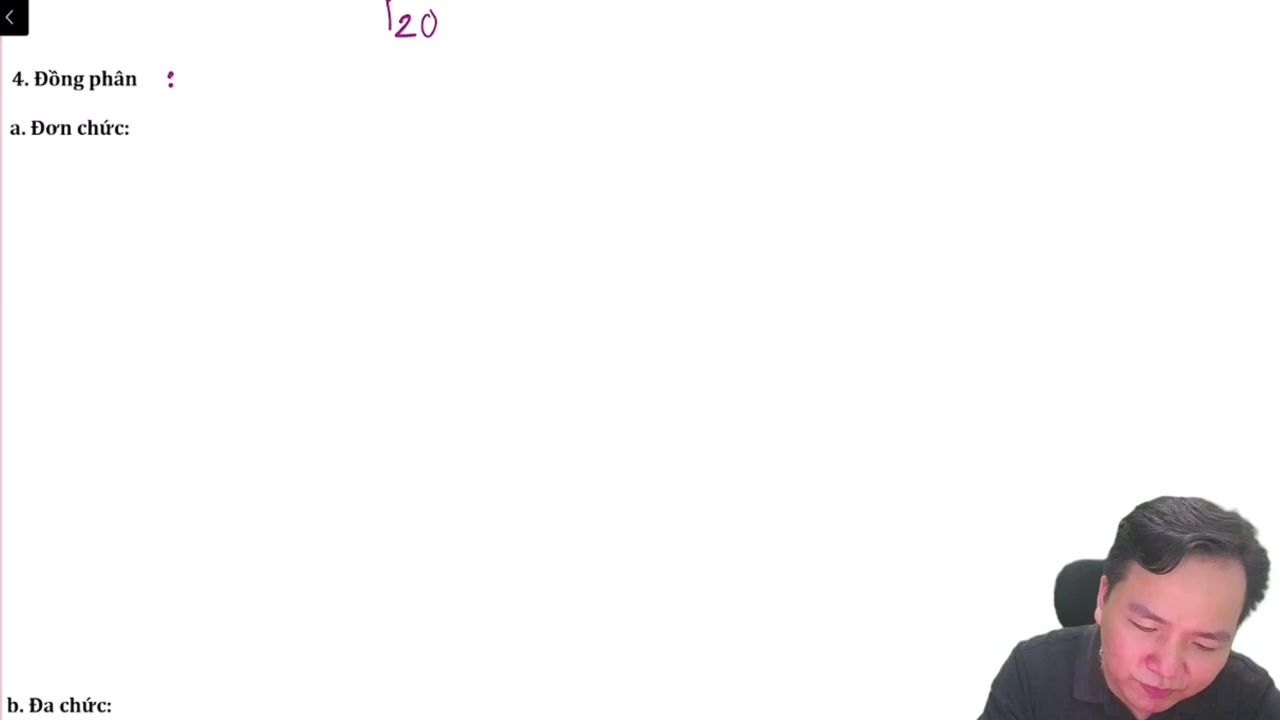 20
4. Đồng phân :
a. Đơn chức:
b. Đa chức: